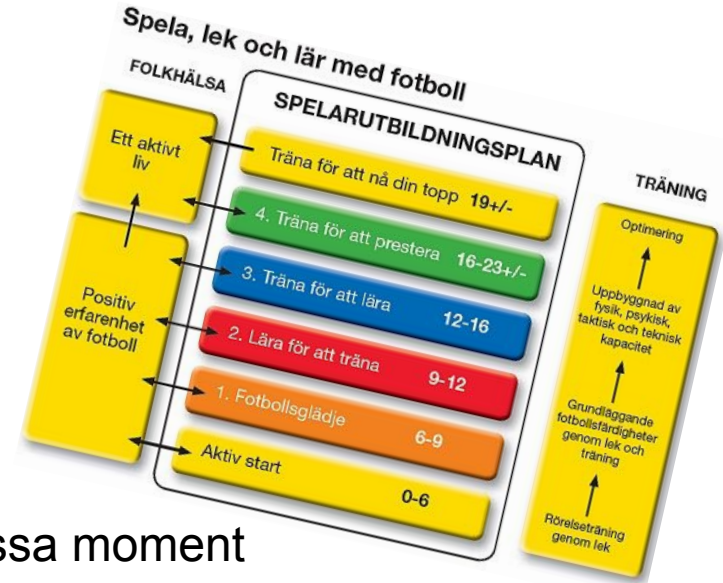 Spela, lek och lär med fotboll
FOLKHÄLSA
Ett aktivt
liv
Positiv
erfarenhet
av fotboll
SPELARUTBILDNINGSPLAN
Träna för att nå din topp 19+/-
4. Träna för att prestera 16-23+/-
3. Träna för att lära 12-16
2. Lära för att träna 9-12
1. Fotbollsglädje 6-9
Aktiv start 0-6
TRÄNING
Optimering
Uppbyggnad av
fysik, psykisk,
taktisk och teknisk
kapacitet
Grundläggande
fotbollsfärdigheter
genom lek och
träning
Rörelseträning
genom lek
ssa moment